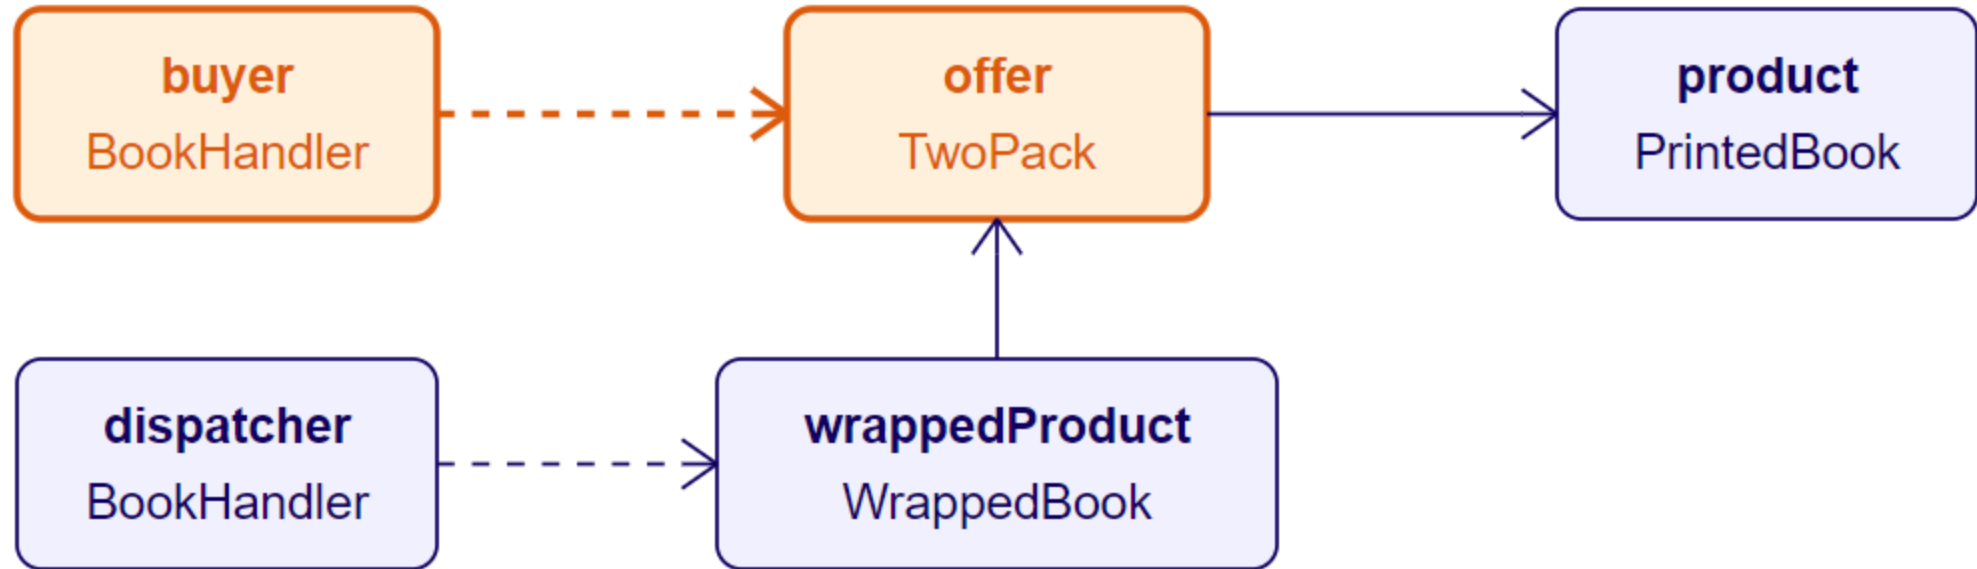 buyer
BookHandler
offer
TwoPack
product
PrintedBook
dispatcher
BookHandler
wrappedProduct
WrappedBook